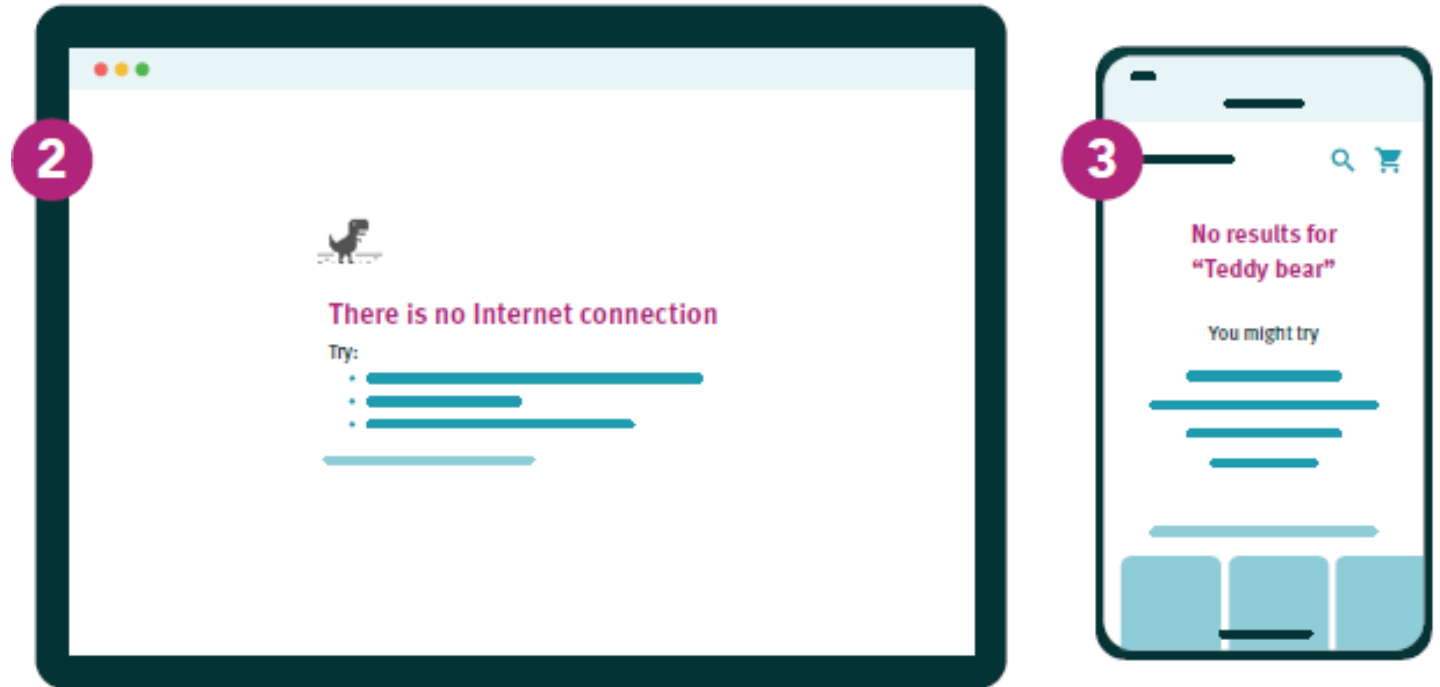 2
There is no Internet connection
Try:
3
No results for
“Teddy bear”
You might try